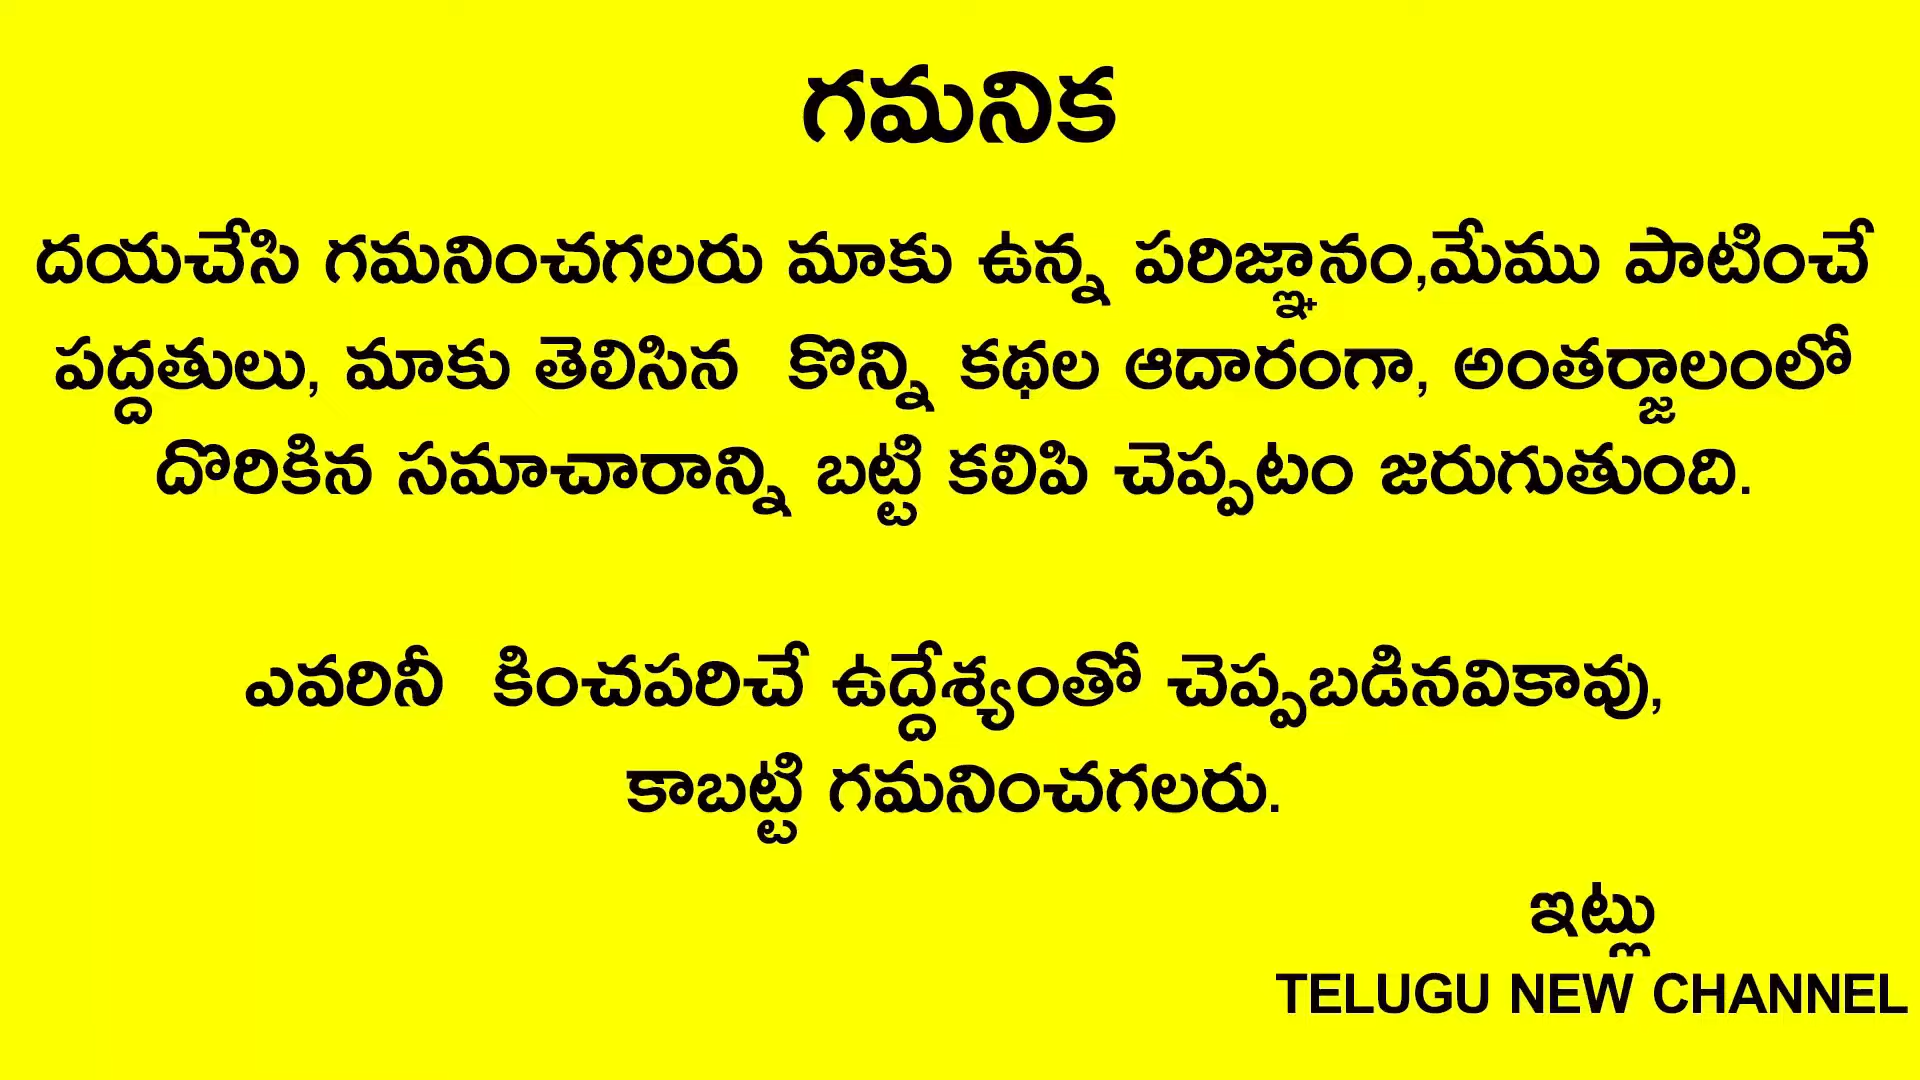 గమనిక
దయచేసి గమనించగలరు మాకు ఉన్న పరిజ్ఞానం,మేము పాటించే
పద్దతులు, మాకు తెలిసిన కొన్ని కథల ఆదారంగా, అంతర్జాలంలో
దొరికిన సమాచారాన్ని బట్టి కలిపి చెప్పటం జరుగుతుంది.
ఎవరినీ కించపరిచే ఉద్దేశ్యంతో చెప్పబడినవికావు,
కాబట్టి గమనించగలరు.
ఇట్లు
TELUGU NEW CHANNEL